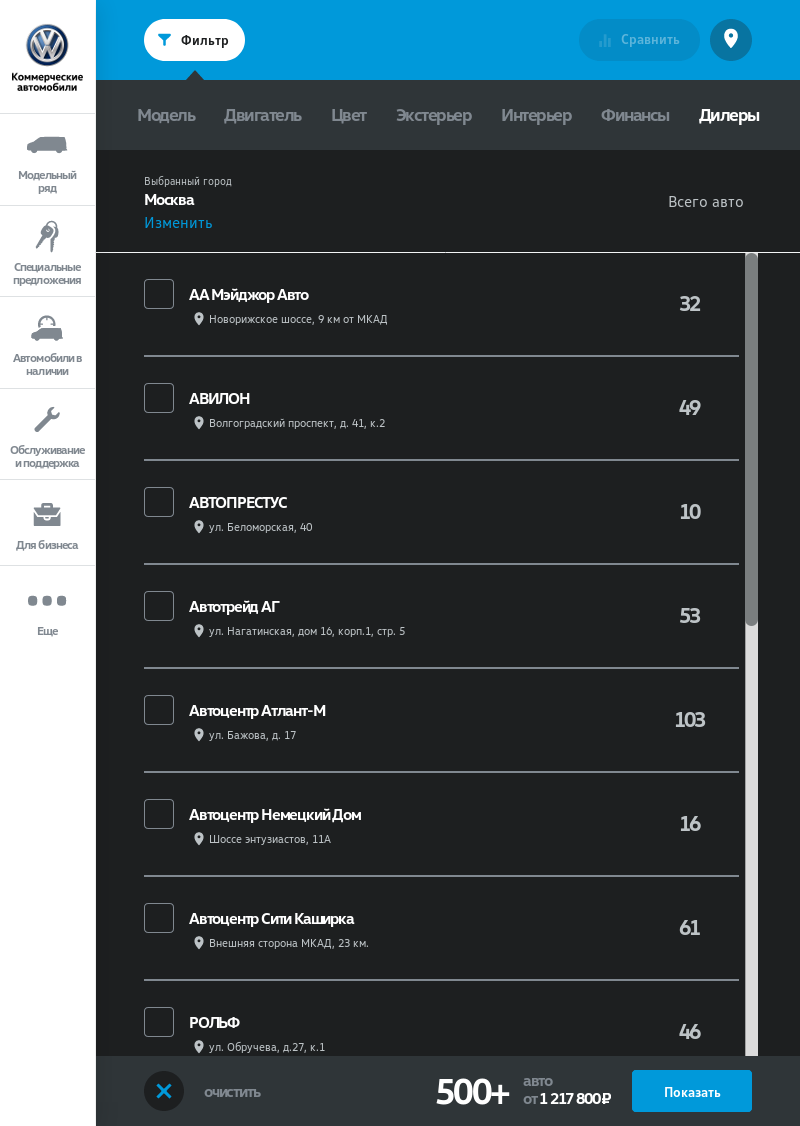 Коммерческие
автомобили
Модельный
ряд
Специальные
предложения
Автомобили в
наличии
Обслуживание
и поддержка
Для бизнеса
Еще
Фильтр
Сравнить
Модель Двигатель Цвет Экстерьер Интерьер Финансы Дилеры
Выбранный город
Москва
Изменить
Всего авто
АА Мэйджор Авто
Новорижское шоссе, 9 км от МКАД
32
АВИЛОН
Волгоградский проспект, д. 41, к.2
49
АВТОПРЕСТУС
ул. Беломорская, 40
10
Автотрейд АГ
ул. Нагатинская, дом 16, корп.1, стр. 5
53
Автоцентр Атлант-М
ул. Бажова, д. 17
103
Автоцентр Немецкий Дом
Шоссе энтузиастов, 11А
16
Автоцентр Сити Каширка
Внешняя сторона МКАД, 23 км.
61
РОЛЬФ
ул. Обручева, д.27, к.1
46
ОЧИСТИТЬ
500+
авто
от 1 217 800 ₽
Показать